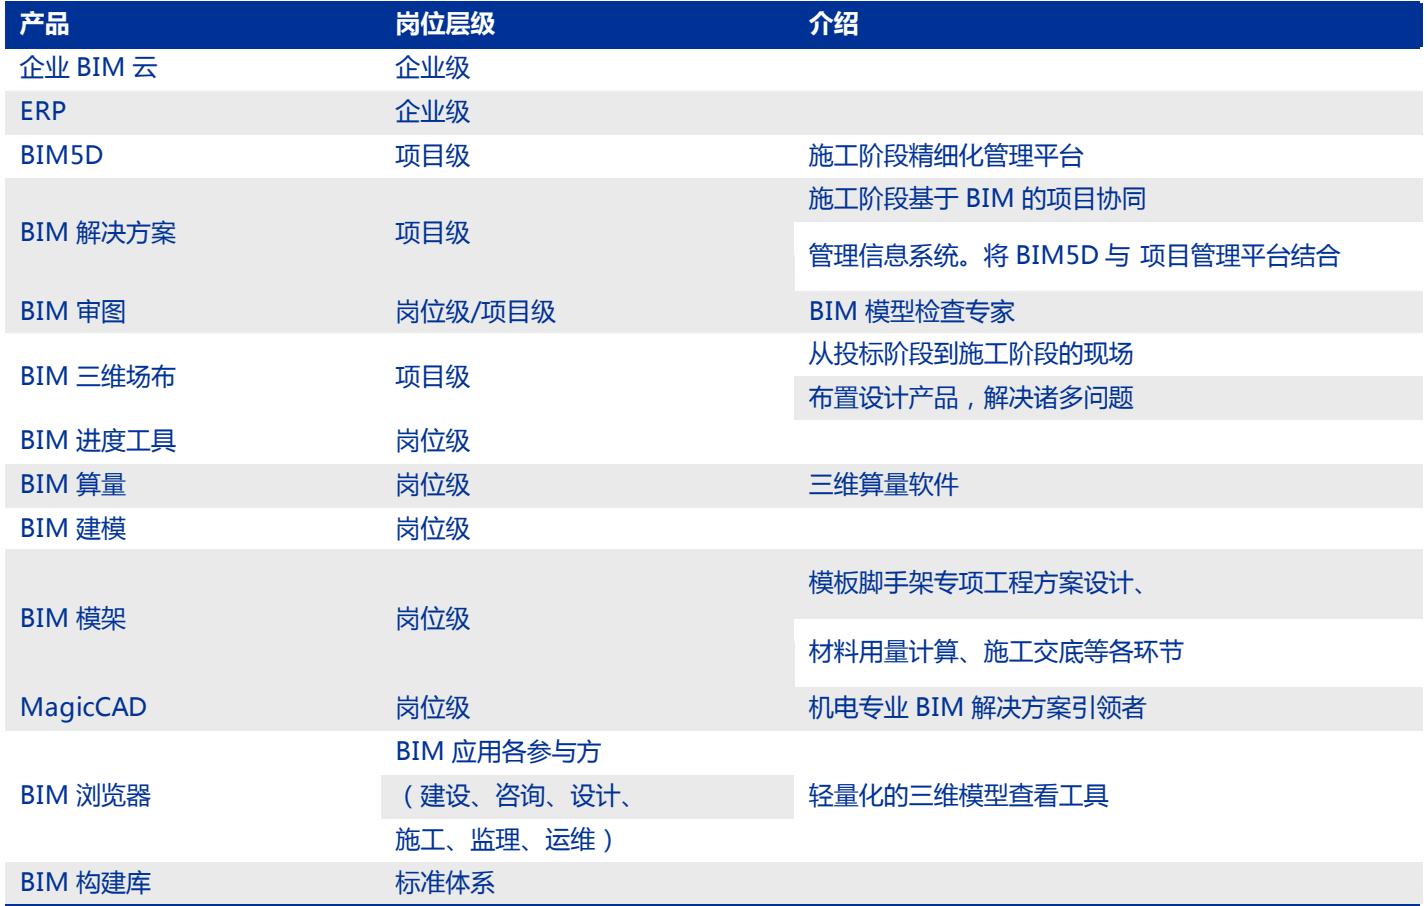 产品 岗位层级 介绍
企业 BIM 云 企业级
ERP 企业级
BIM5D 项目级 施工阶段精细化管理平台
BIM 解决方案 项目级 施工阶段基于 BIM 的项目协同
管理信息系统。将 BIM5D 与 项目管理平台结合
BIM 审图 岗位级/项目级 BIM 模型检查专家
BIM 三维场布 项目级 从投标阶段到施工阶段的现场
布置设计产品，解决诸多问题
BIM 进度工具 岗位级
BIM 算量 岗位级 三维算量软件
BIM 建模 岗位级
BIM 模架 岗位级 模板脚手架专项工程方案设计、
材料用量计算、施工交底等各环节
MagicCAD 岗位级 机电专业 BIM 解决方案引领者
BIM 浏览器 BIM 应用各参与方
（建设、咨询、设计、
施工、监理、运维） 轻量化的三维模型查看工具
BIM 构建库 标准体系